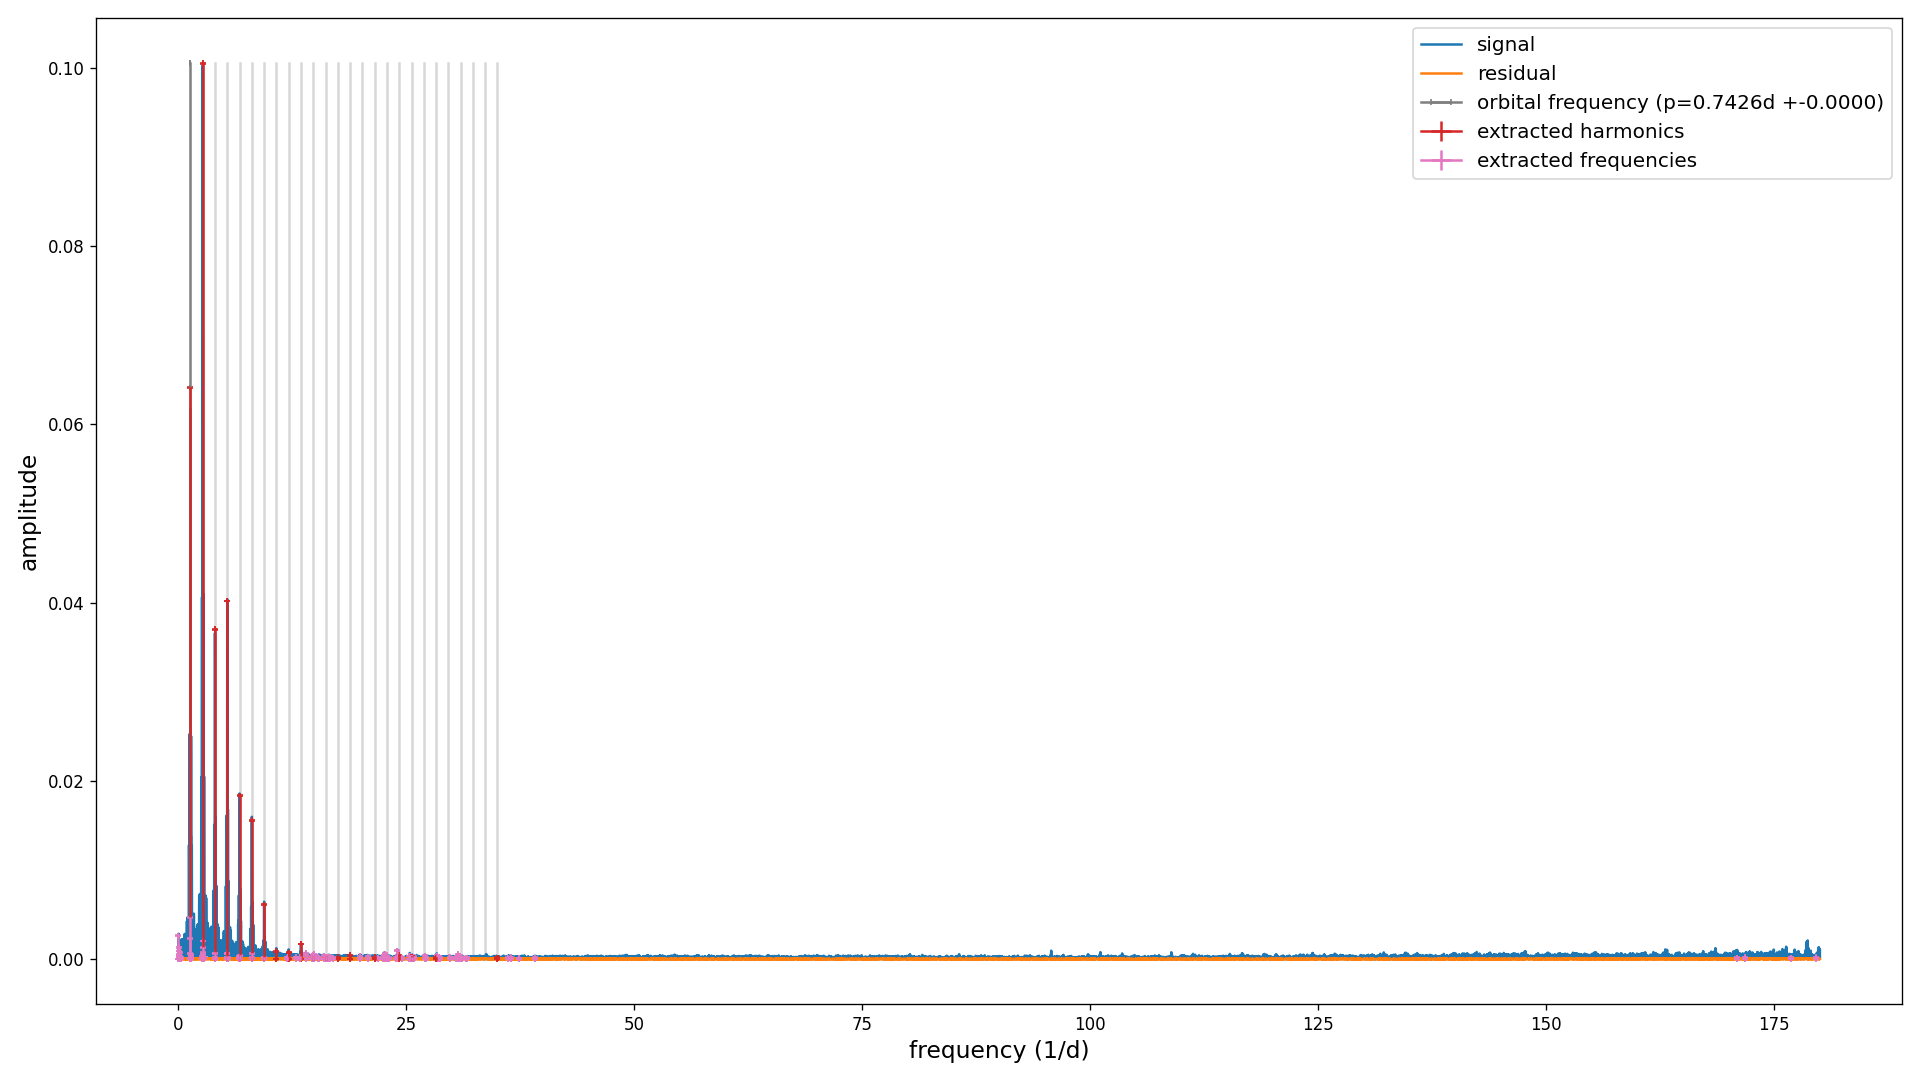 signal
residual
orbital frequency (p=0.7426d +-0.0000)
extracted harmonics
extracted frequencies
0.10
0.08
0.06
0.04
0.02
0.00
amplitude
0 25 50 75 100 125 150 175
frequency (1/d)